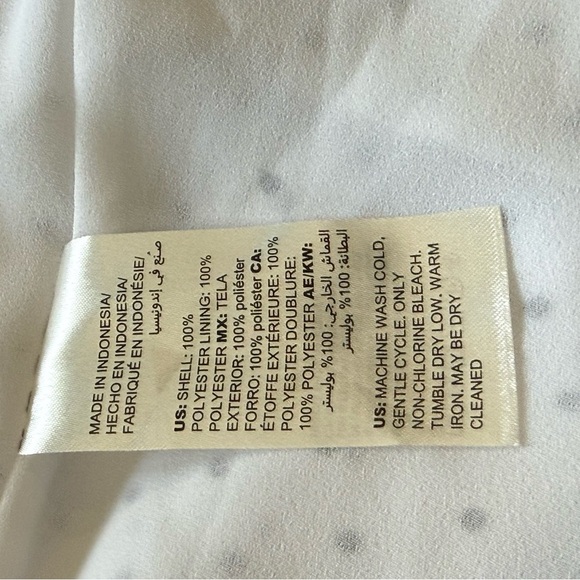 MADE IN INDONESIA/
HECHO EN INDONESIA/
FABRIQUÉ EN INDONÉSIE/
صنع في إندونيسيا
US: SHELL: 100%
POLYESTER LINING: 100%
POLYESTER MX: TELA
EXTERIOR: 100% poliéster
FORRO: 100% poliéster CA:
ÉTOFFE EXTÉRIEURE: 100%
POLYESTER DOUBLURE:
100% POLYESTER AE/KW:
القماش الخارجي: 100% بوليستر
البطانة: 100% بوليستر
US: MACHINE WASH COLD,
GENTLE CYCLE. ONLY
NON-CHLORINE BLEACH.
TUMBLE DRY LOW. WARM
IRON. MAY BE DRY
CLEANED